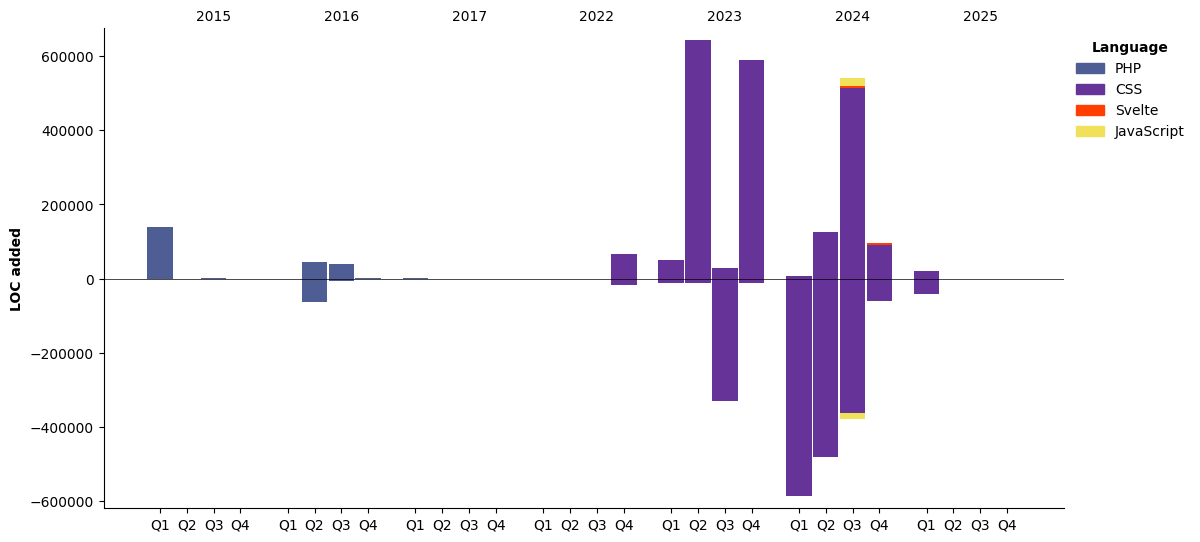 2015 2016 2017 2022 2023 2024 2025
Language
PHP
CSS
Svelte
JavaScript
LOC added
600000
400000
200000
0
−200000
−400000
−600000
Q1 Q2 Q3 Q4 Q1 Q2 Q3 Q4 Q1 Q2 Q3 Q4 Q1 Q2 Q3 Q4 Q1 Q2 Q3 Q4 Q1 Q2 Q3 Q4 Q1 Q2 Q3 Q4